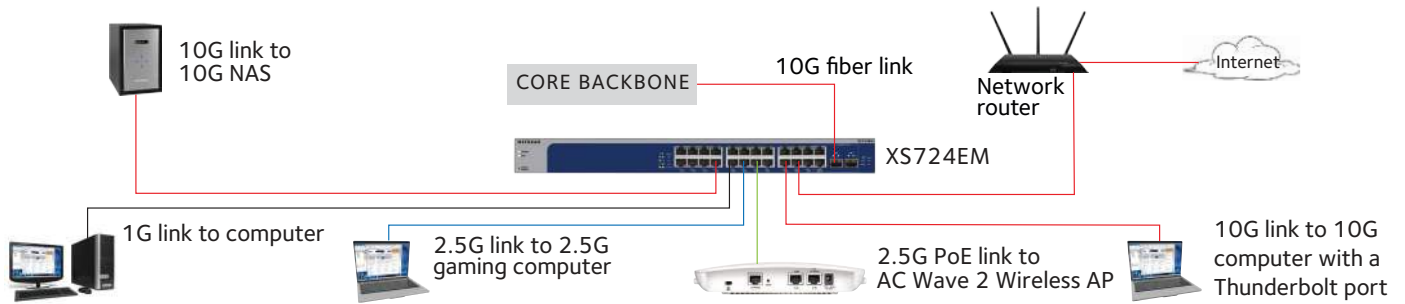 10G link to
10G NAS
CORE BACKBONE
10G fiber link
Network
router
Internet
NETGEAR
XS724EM
1G link to computer
2.5G link to 2.5G
gaming computer
2.5G PoE link to
AC Wave 2 Wireless AP
10G link to 10G
computer with a
Thunderbolt port